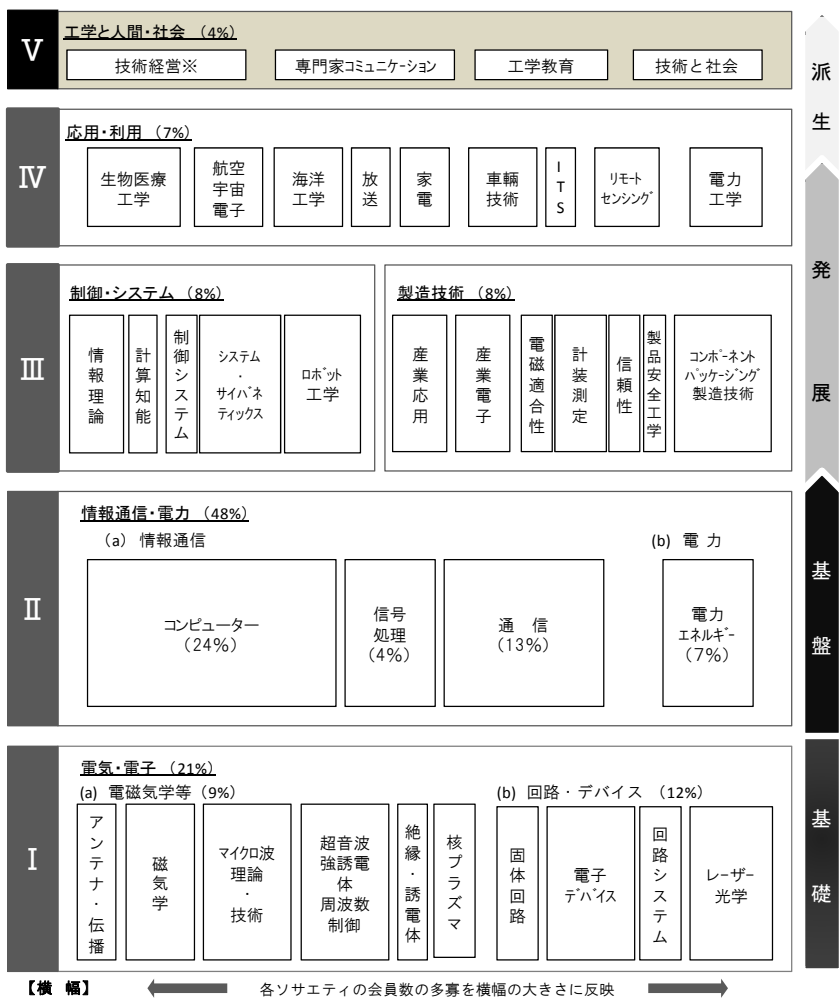 Ⅴ
工学と人間・社会 （4%）
技術経営※
専門家コミュニケーション
工学教育
技術と社会
派生
Ⅳ
応用・利用 （7%）
生物医療
工学
航空
宇宙
電子
海洋
工学
放送
家電
車輛
技術
ITS
リモート
センシング
電力
工学
発展
Ⅲ
制御・システム （8%）
情報理論
計算知能
制御システム
システム
・
サイバネ
ティックス
ロボット
工学
製造技術 （8%）
産業応用
産業電子
電磁適合性
計装測定
信頼性
製品安全工学
コンポーネント
パッケージング
製造技術
Ⅱ
情報通信・電力 （48%）
（a） 情報通信
コンピューター
（24%）
信号
処理
（4%）
通 信
（13%）
(b) 電 力
電力
エネルギー
（7%）
基盤
Ⅰ
電気・電子 （21%）
(a) 電磁気学等（9%）
アンテナ・伝播
磁気学
マイクロ波
理論
・
技術
超音波
強誘電
体
周波数
制御
絶縁・誘電体
核プラズマ
(b) 回路・デバイス （12%）
固体回路
電子
デバイス
回路システム
レーザー
光学
基礎
【横 幅】
各ソサエティの会員数の多寡を横幅の大きさに反映